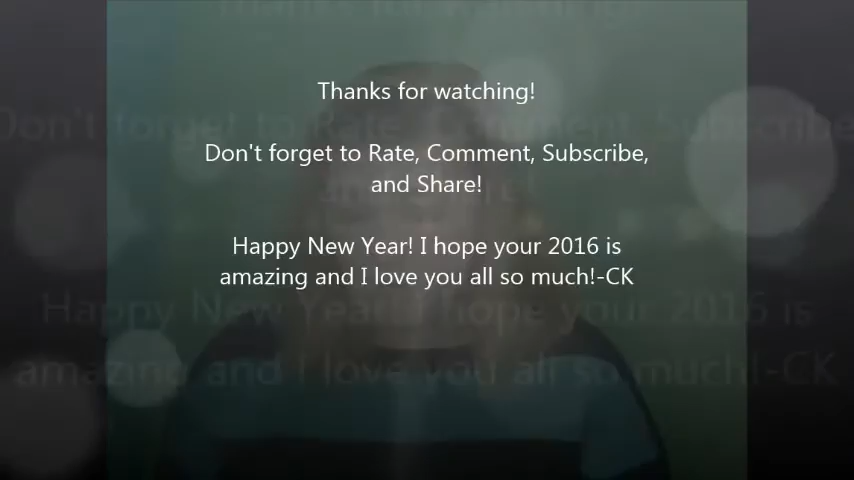 Thanks for watching!
Don't forget to Rate, Comment, Subscribe,
and Share!
Happy New Year! I hope your 2016 is
amazing and I love you all so much!-CK